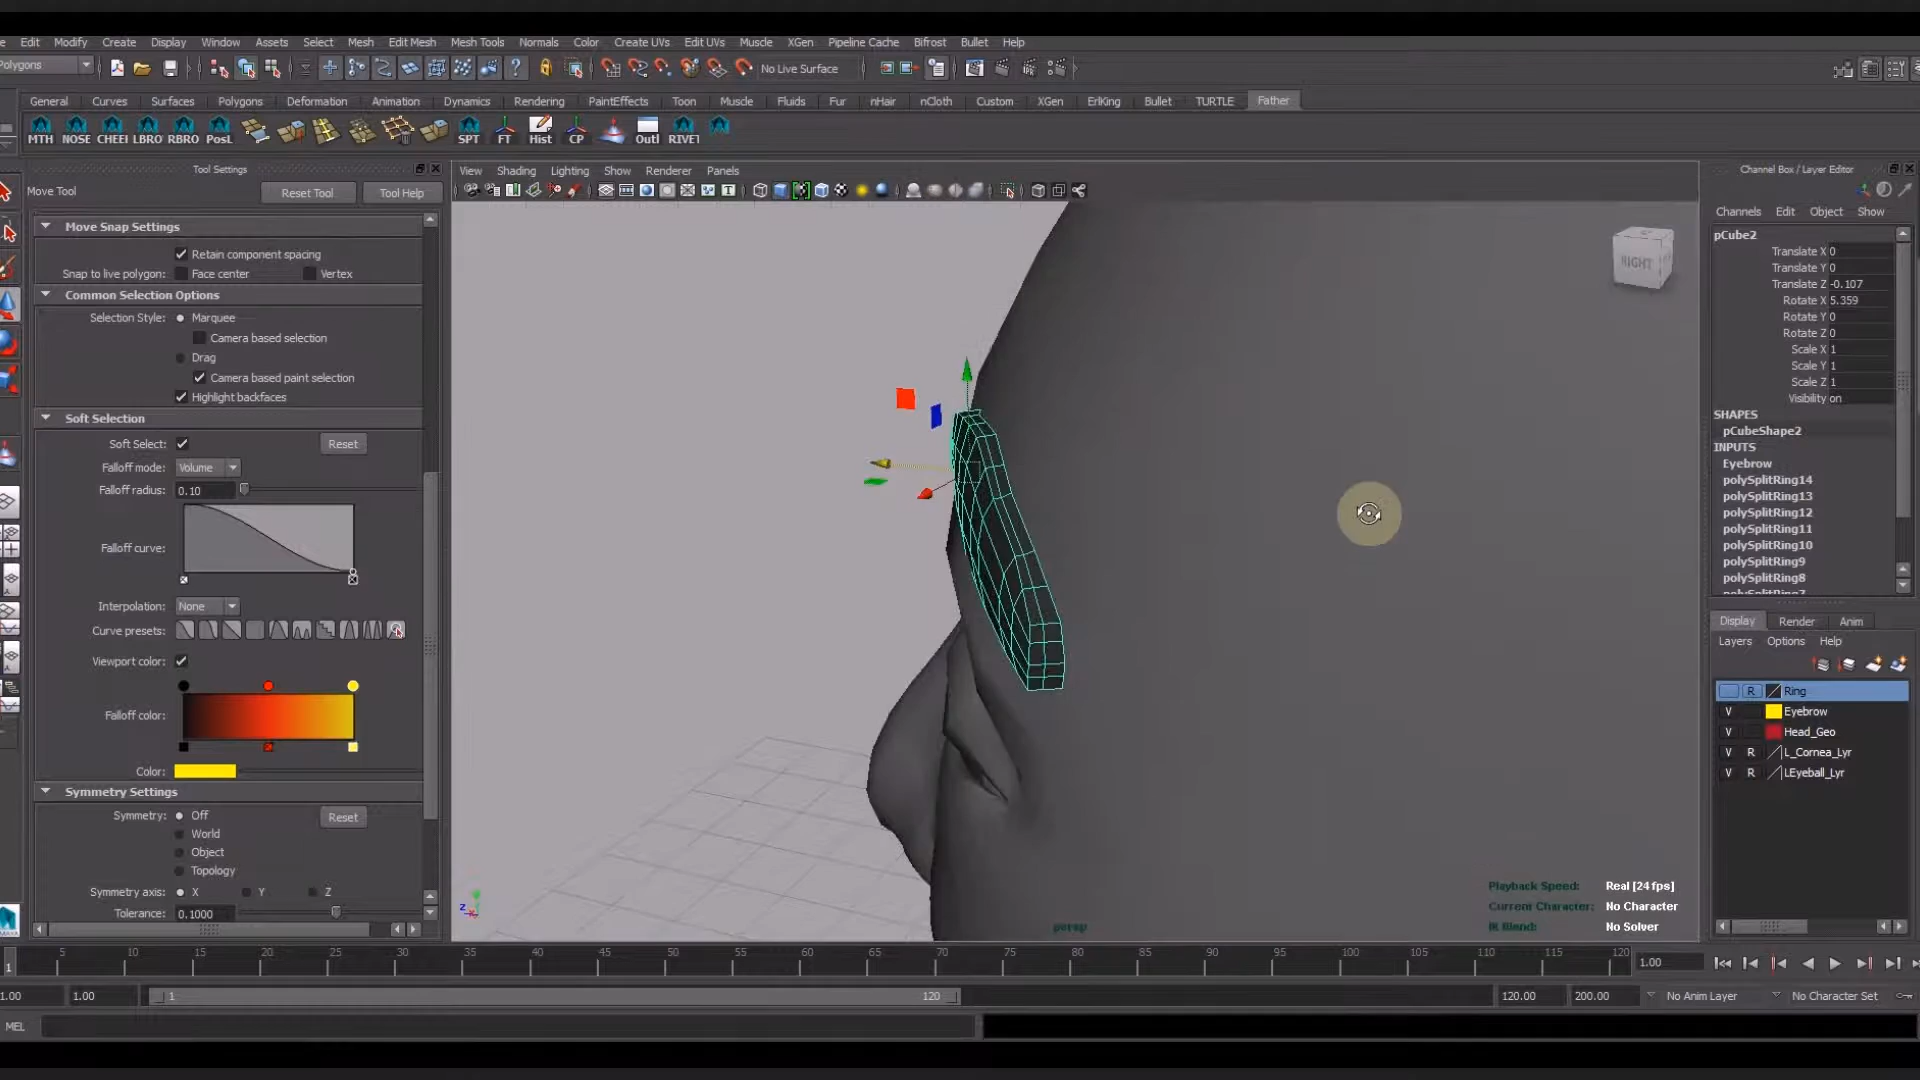 Edit Modify Create Display Window Assets Select Mesh Edit Mesh Mesh Tools Normals Color Create UVs Edit UVs Muscle XGen Pipeline Cache Bifrost Bullet Help
Polygons
No Live Surface
General Curves Surfaces Polygons Deformation Animation Dynamics Rendering PaintEffects Toon Muscle Fluids Fur nHair nCloth Custom XGen ErlKing Bullet TURTLE Father
MTH NOSE CHEEI LBRO RBRO PosL SPT FT Hist CP Outl RIVET
Tool Settings
Move Tool
Reset Tool
Tool Help
Move Snap Settings
Retain component spacing
Snap to live polygon: Face center Vertex
Common Selection Options
Selection Style: Marquee
Camera based selection
Drag
Camera based paint selection
Highlight backfaces
Soft Selection
Soft Select: Reset
Falloff mode: Volume
Falloff radius: 0.10
Falloff curve:
Interpolation: None
Curve presets:
Viewport color:
Falloff color:
Color:
Symmetry Settings
Symmetry: Off Reset
World
Object
Topology
Symmetry axis: X Y Z
Tolerance: 0.1000
View Shading Lighting Show Renderer Panels
RIGHT
Playback Speed: Real [24 fps]
Current Character: No Character
IK Blend: No Solver
persp
Channel Box / Layer Editor
Channels Edit Object Show
pCube2
Translate X 0
Translate Y 0
Translate Z -0.107
Rotate X 5.359
Rotate Y 0
Rotate Z 0
Scale X 1
Scale Y 1
Scale Z 1
Visibility on
SHAPES
pCubeShape2
INPUTS
Eyebrow
polySplitRing14
polySplitRing13
polySplitRing12
polySplitRing11
polySplitRing10
polySplitRing9
polySplitRing8
Display Render Anim
Layers Options Help
R Ring
V Eyebrow
V Head_Geo
V R L_Cornea_Lyr
V R LEyeball_Lyr
1 5 10 15 20 25 30 35 40 45 50 55 60 65 70 75 80 85 90 95 100 105 110 115 120
1.00
1.00 1.00 1 120 120.00 200.00 No Anim Layer No Character Set
MEL